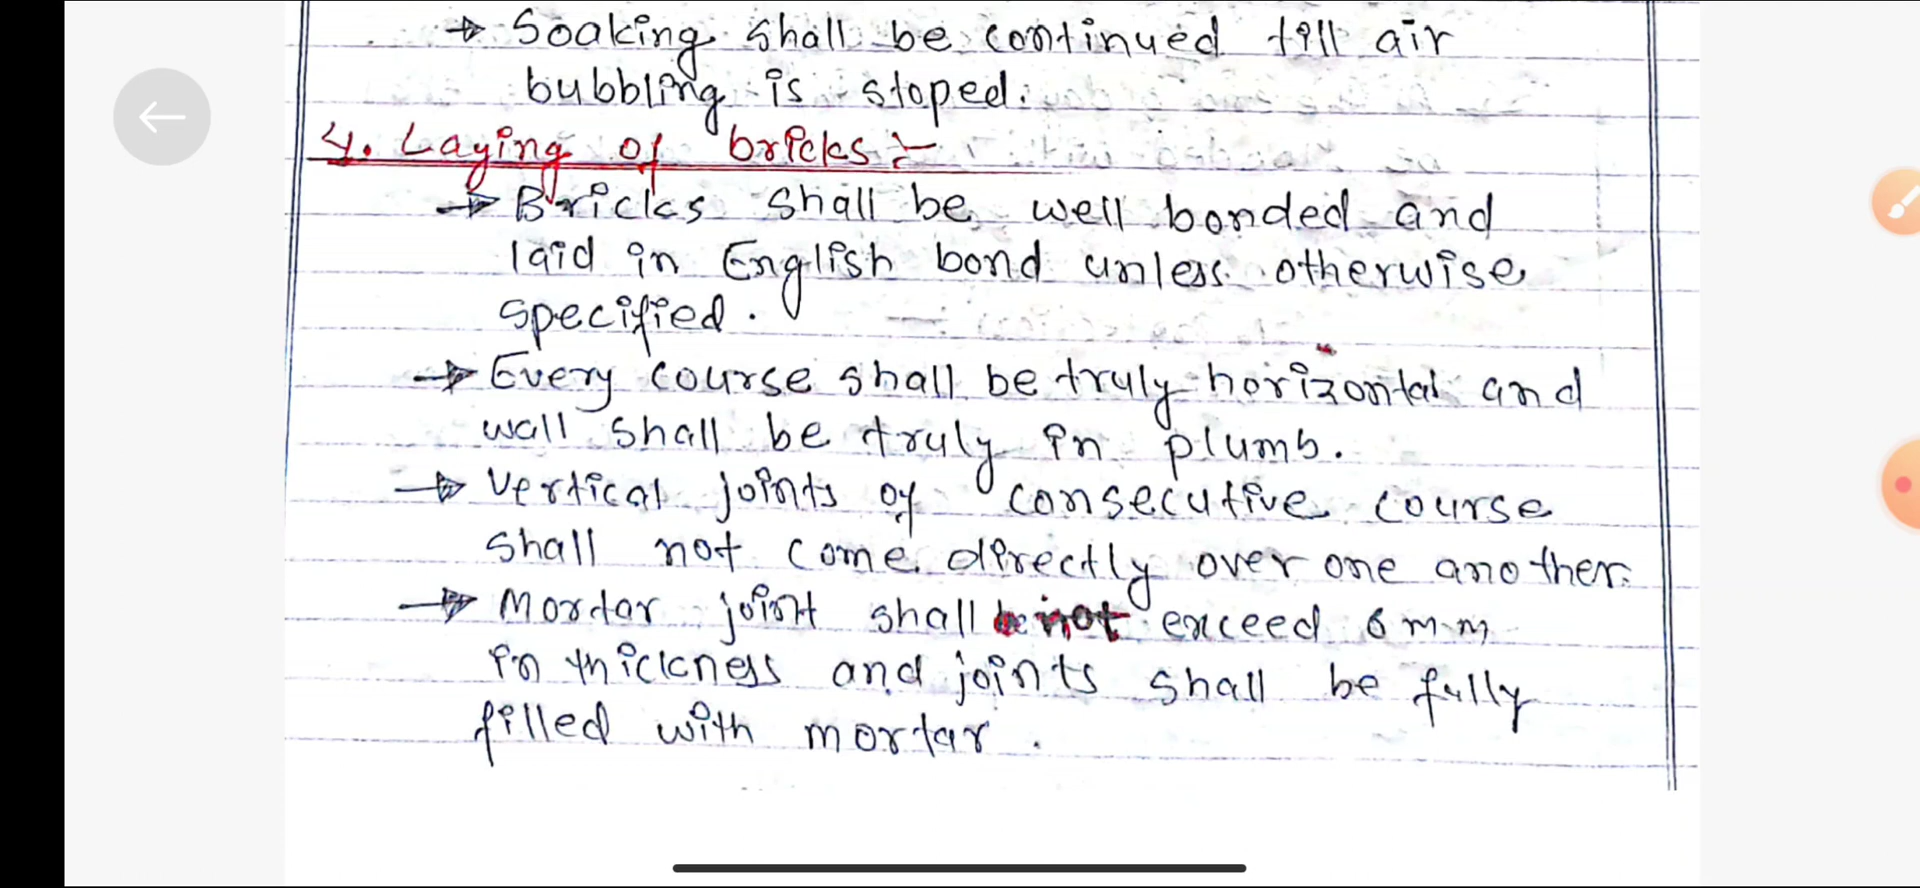 → Soaking shall be continued till air
bubbling is stoped.
4. Laying of bricks :-
→ Bricks shall be well bonded and
laid in English bond unless otherwise
specified.
→ Every course shall be truly horizontal and
wall shall be truly in plumb.
→ Vertical joints of consecutive course
shall not come directly over one another.
→ Mortar joint shall not exceed 6 mm
in thickness and joints shall be fully
filled with mortar.